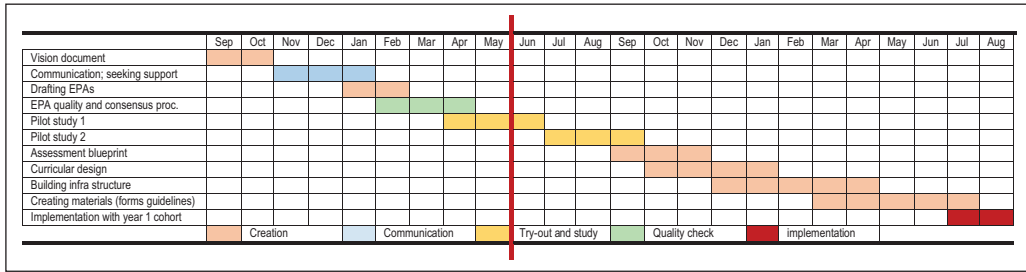 Sep Oct Nov Dec Jan Feb Mar Apr May Jun Jul Aug Sep Oct Nov Dec Jan Feb Mar Apr May Jun Jul Aug
Vision document
Communication; seeking support
Drafting EPAs
EPA quality and consensus proc.
Pilot study 1
Pilot study 2
Assessment blueprint
Curricular design
Building infra structure
Creating materials (forms guidelines)
Implementation with year 1 cohort
Creation Communication Try-out and study Quality check implementation